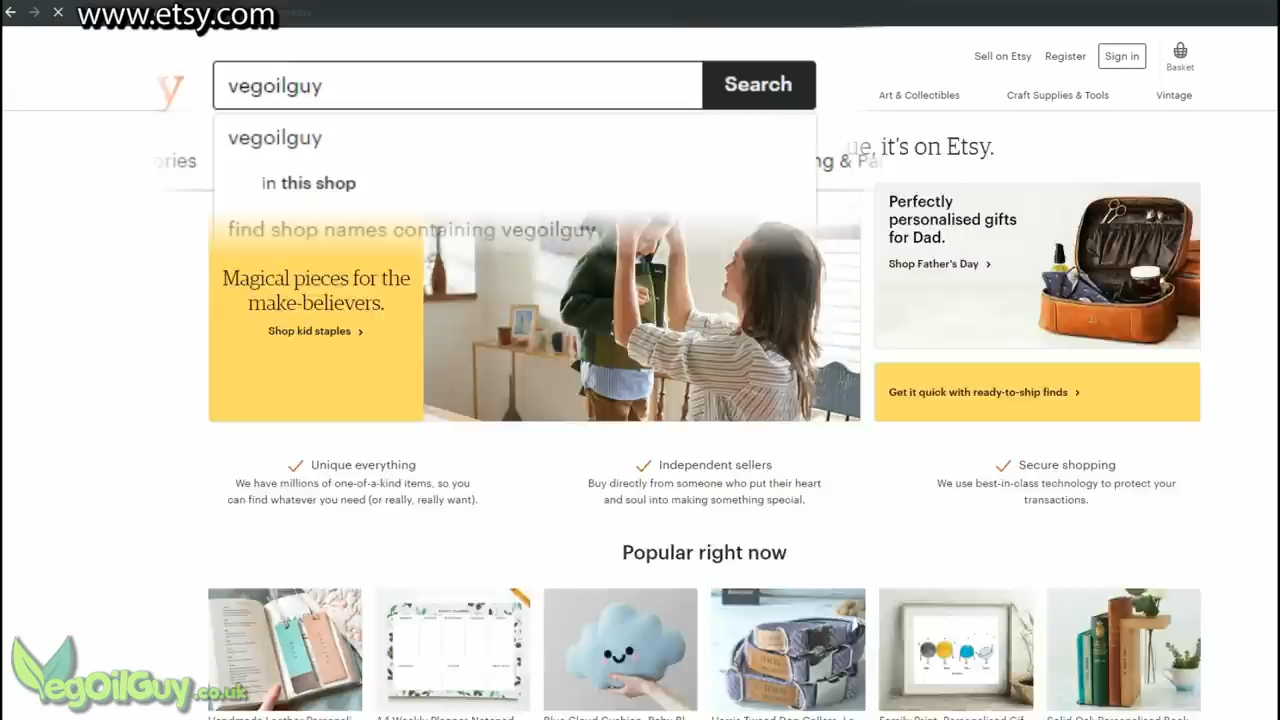 www.etsy.com
Sell on Etsy Register Sign in
Basket
y
vegoilguy Search
Art & Collectibles Craft Supplies & Tools Vintage
vegoilguy
in this shop
find shop names containing vegoilguy
ue, it's on Etsy.
Magical pieces for the
make-believers.
Shop kid staples
Perfectly
personalised gifts
for Dad.
Shop Father's Day
Get it quick with ready-to-ship finds
Unique everything
We have millions of one-of-a-kind items, so you
can find whatever you need (or really, really want).
Independent sellers
Buy directly from someone who put their heart
and soul into making something special.
Secure shopping
We use best-in-class technology to protect your
transactions.
Popular right now
VegOilGuy.co.uk